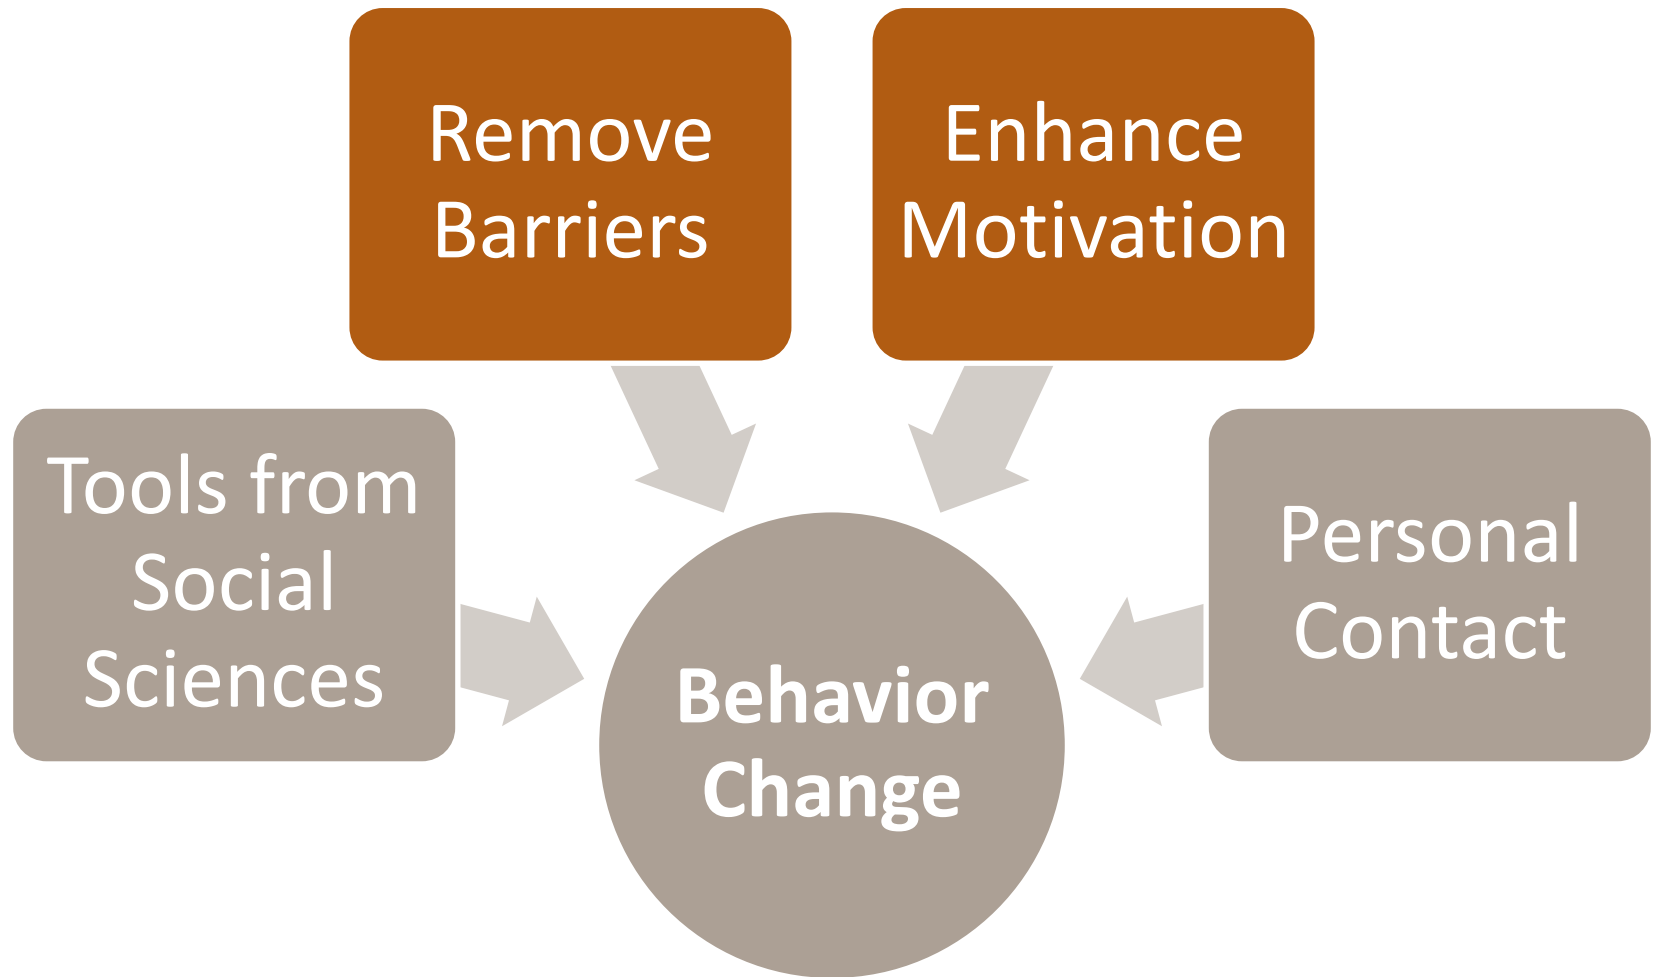 Remove
Barriers
Enhance
Motivation
Tools from
Social
Sciences
Personal
Contact
Behavior
Change